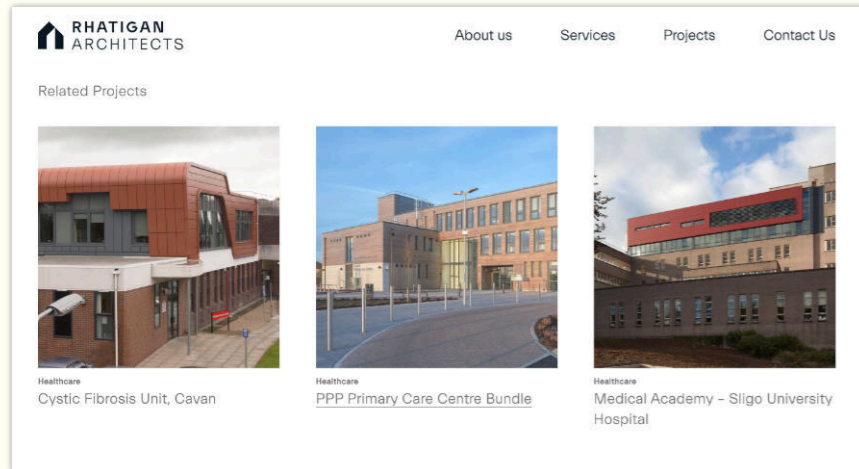 RHATIGAN
ARCHITECTS
About us
Services
Projects
Contact Us
Related Projects
Healthcare
Cystic Fibrosis Unit, Cavan
Healthcare
PPP Primary Care Centre Bundle
Healthcare
Medical Academy – Sligo University
Hospital